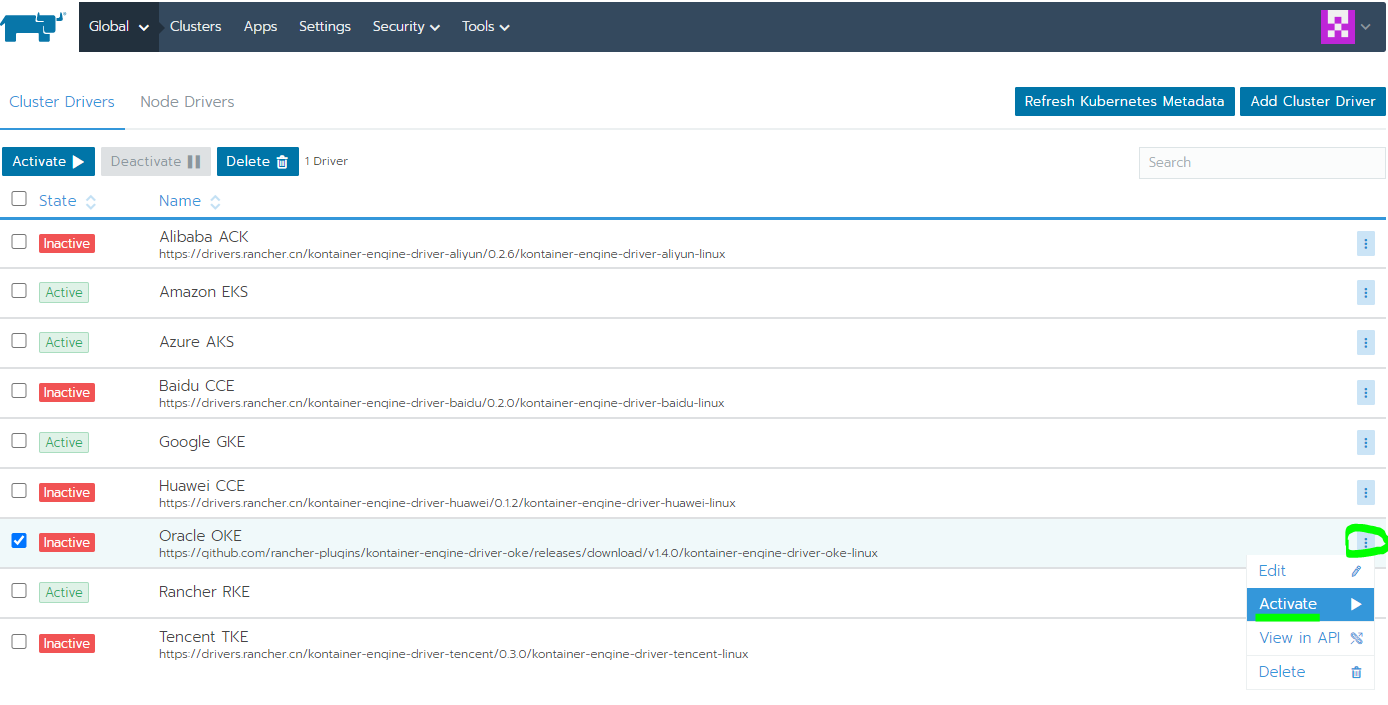 Global Clusters Apps Settings Security Tools
Cluster Drivers Node Drivers Refresh Kubernetes Metadata Add Cluster Driver
Activate Deactivate Delete 1 Driver Search
State Name
Inactive Alibaba ACK
https://drivers.rancher.cn/kontainer-engine-driver-aliyun/0.2.6/kontainer-engine-driver-aliyun-linux
Active Amazon EKS
Active Azure AKS
Inactive Baidu CCE
https://drivers.rancher.cn/kontainer-engine-driver-baidu/0.2.0/kontainer-engine-driver-baidu-linux
Active Google GKE
Inactive Huawei CCE
https://drivers.rancher.cn/kontainer-engine-driver-huawei/0.1.2/kontainer-engine-driver-huawei-linux
Inactive Oracle OKE
https://github.com/rancher-plugins/kontainer-engine-driver-oke/releases/download/v1.4.0/kontainer-engine-driver-oke-linux
Edit
Active Rancher RKE
Activate
Inactive Tencent TKE
https://drivers.rancher.cn/kontainer-engine-driver-tencent/0.3.0/kontainer-engine-driver-tencent-linux
View in API
Delete